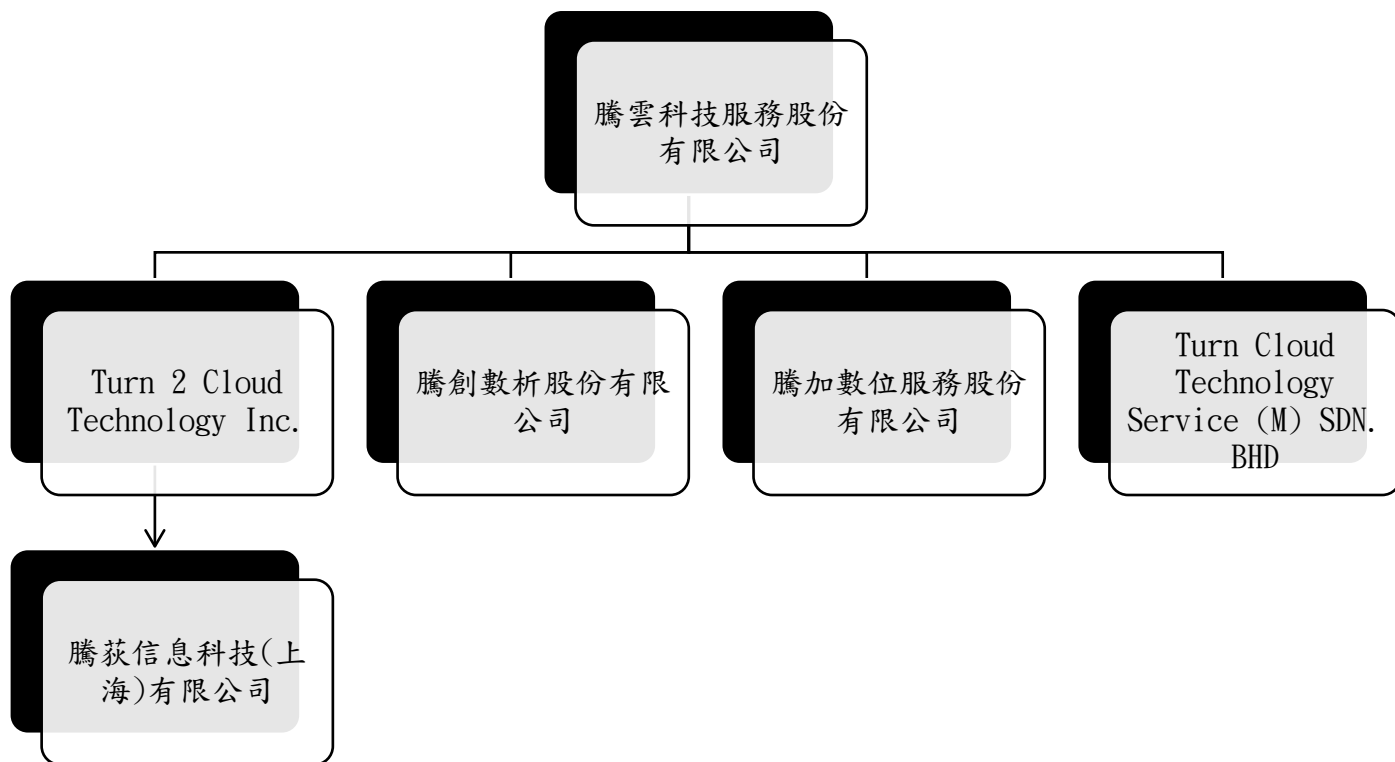 騰雲科技服務股份
有限公司
Turn 2 Cloud
Technology Inc.
騰創數析股份有限
公司
騰加數位服務股份
有限公司
Turn Cloud
Technology
Service (M) SDN.
BHD
騰荻信息科技(上
海)有限公司